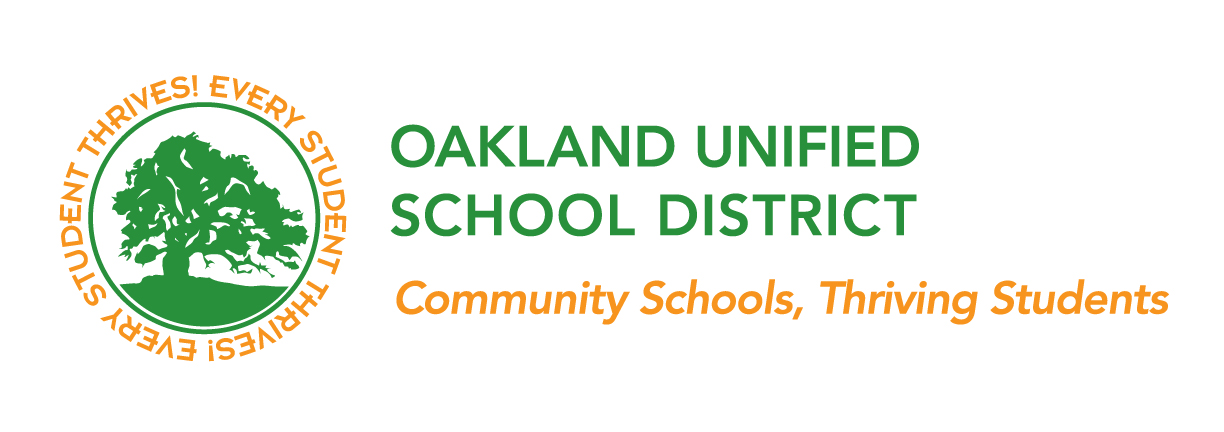 EVERY STUDENT THRIVES! EVERY STUDENT THRIVES!
OAKLAND UNIFIED
SCHOOL DISTRICT
Community Schools, Thriving Students